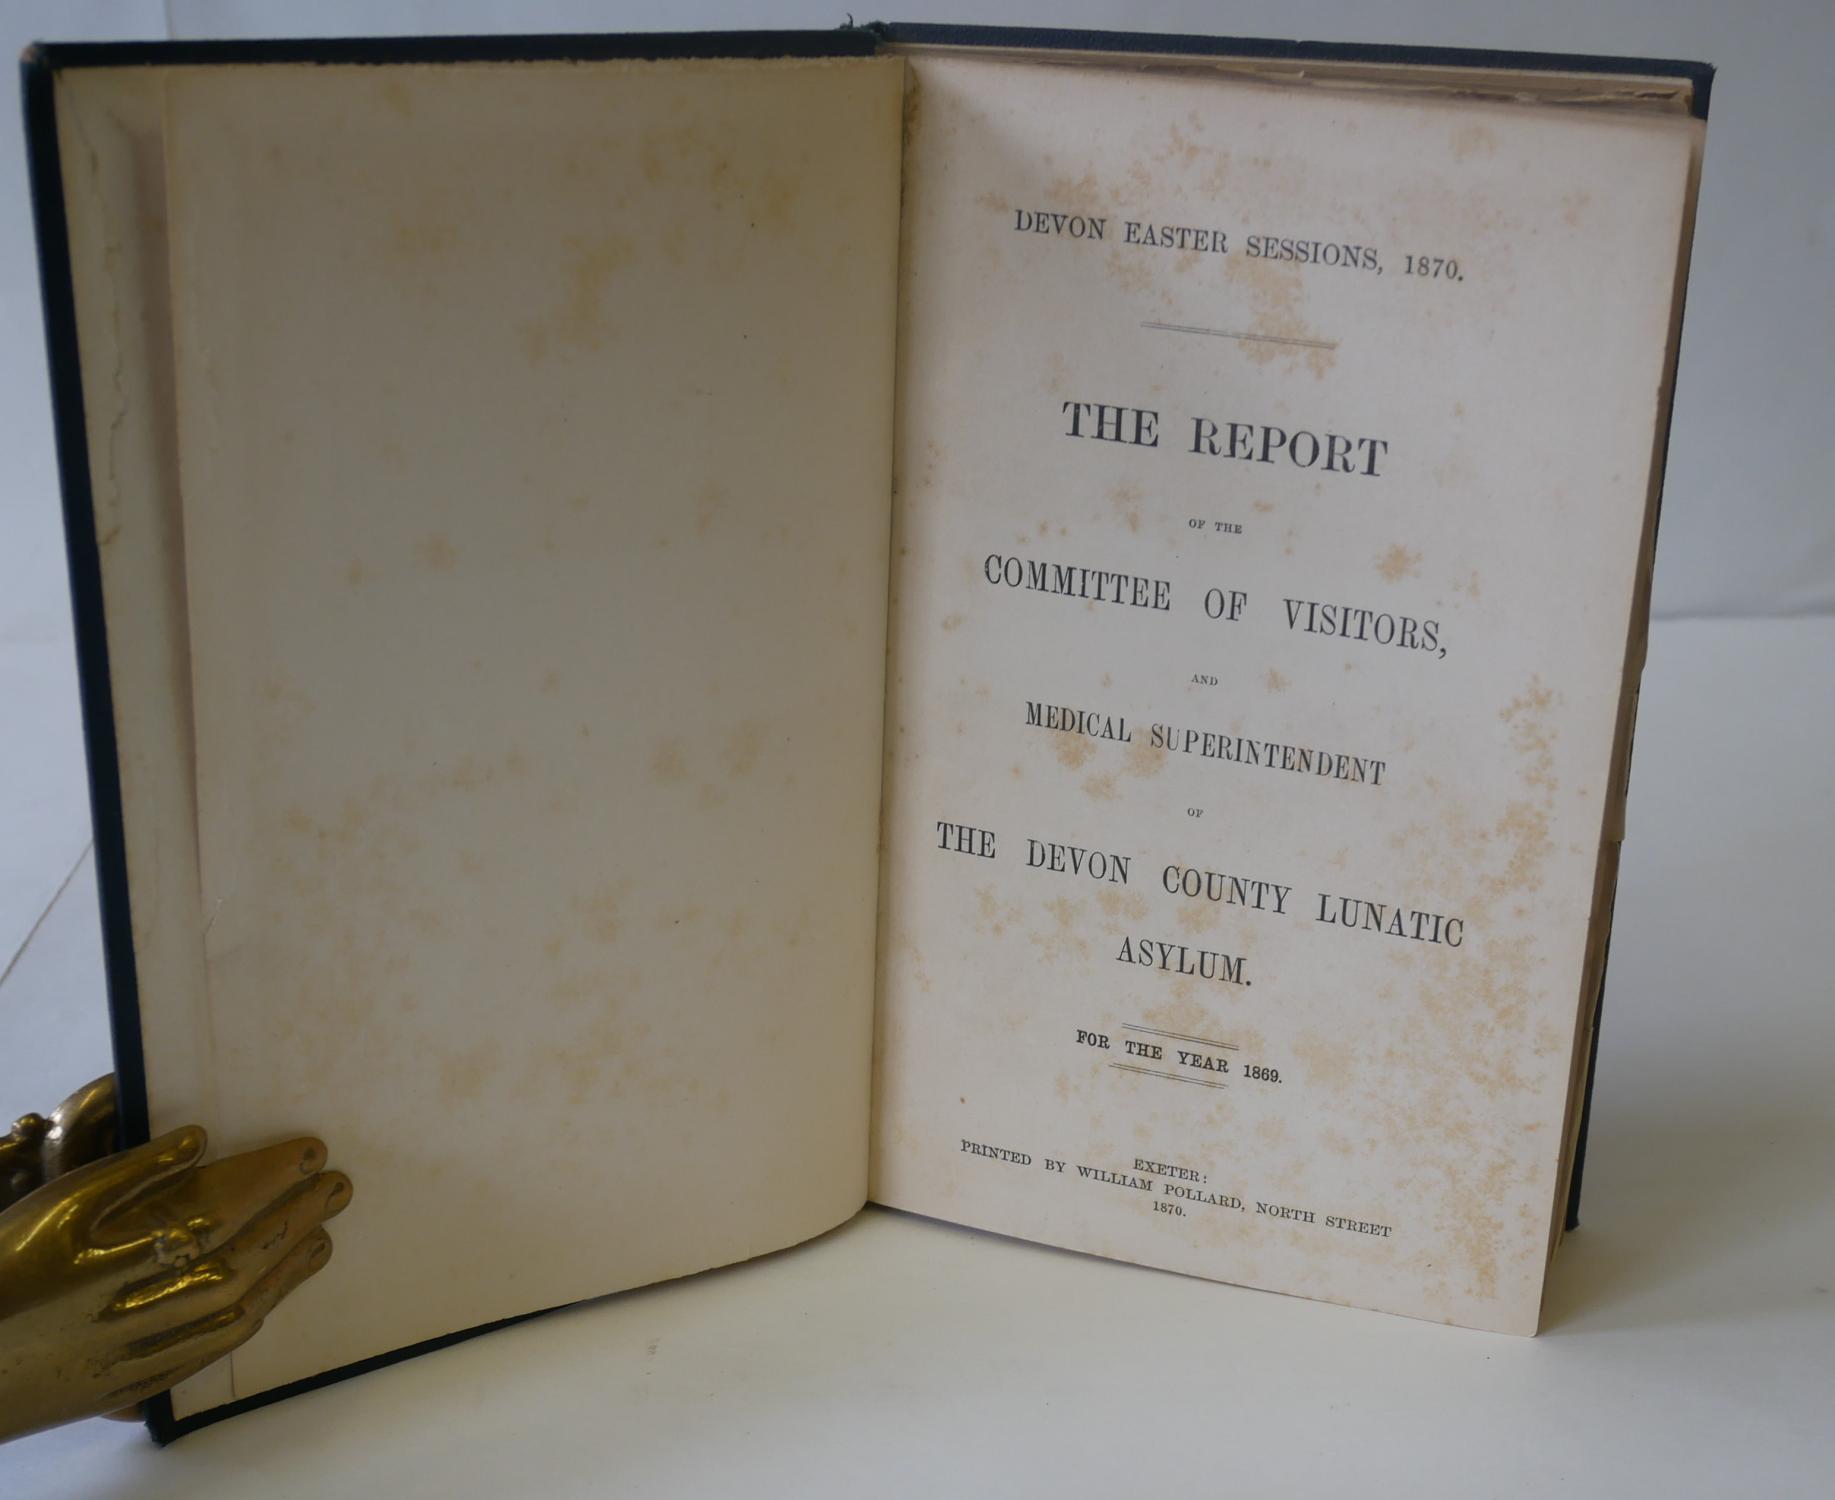 DEVON EASTER SESSIONS, 1870.
THE REPORT
OF THE
COMMITTEE OF VISITORS,
AND
MEDICAL SUPERINTENDENT
OF
THE DEVON COUNTY LUNATIC
ASYLUM.
FOR THE YEAR 1869.
EXETER:
PRINTED BY WILLIAM POLLARD, NORTH STREET
1870.